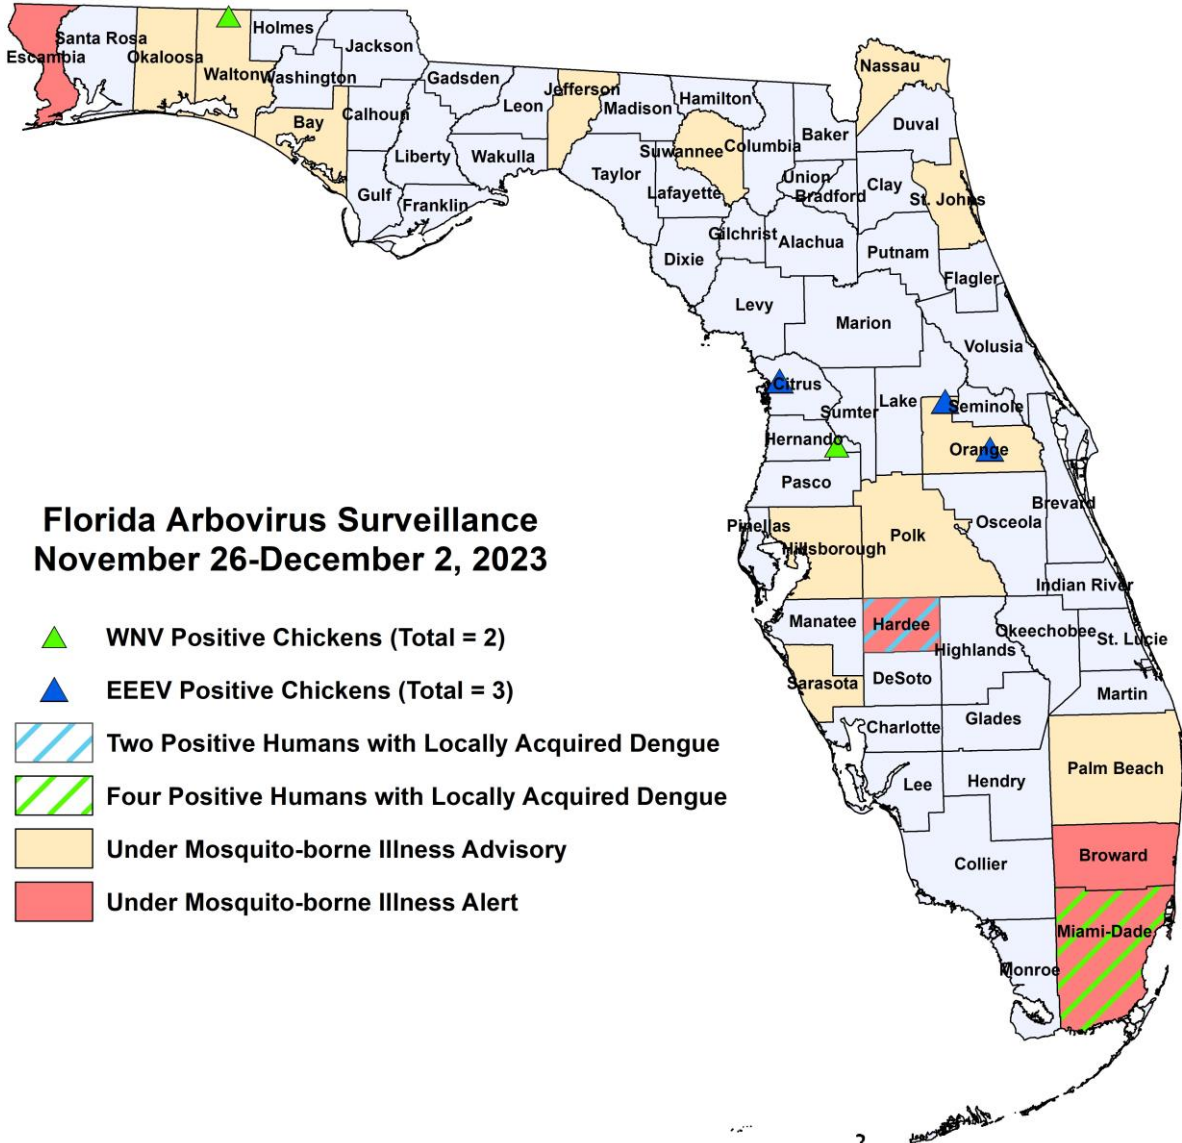 Escambia
Santa Rosa
Okaloosa
Walton
Holmes
Washington
Jackson
Bay
Calhoun
Gadsden
Liberty
Gulf
Franklin
Leon
Wakulla
Jefferson
Madison
Taylor
Hamilton
Suwannee
Lafayette
Columbia
Baker
Nassau
Duval
Union
Bradford
Clay
St. Johns
Dixie
Gilchrist
Alachua
Putnam
Flagler
Levy
Marion
Volusia
Citrus
Sumter
Lake
Seminole
Hernando
Orange
Pasco
Brevard
Osceola
Pinellas
Hillsborough
Polk
Indian River
Manatee
Hardee
Highlands
Okeechobee
St. Lucie
Sarasota
DeSoto
Martin
Charlotte
Glades
Lee
Hendry
Palm Beach
Collier
Broward
Miami-Dade
Monroe
Florida Arbovirus Surveillance
November 26-December 2, 2023
WNV Positive Chickens (Total = 2)
EEEV Positive Chickens (Total = 3)
Two Positive Humans with Locally Acquired Dengue
Four Positive Humans with Locally Acquired Dengue
Under Mosquito-borne Illness Advisory
Under Mosquito-borne Illness Alert